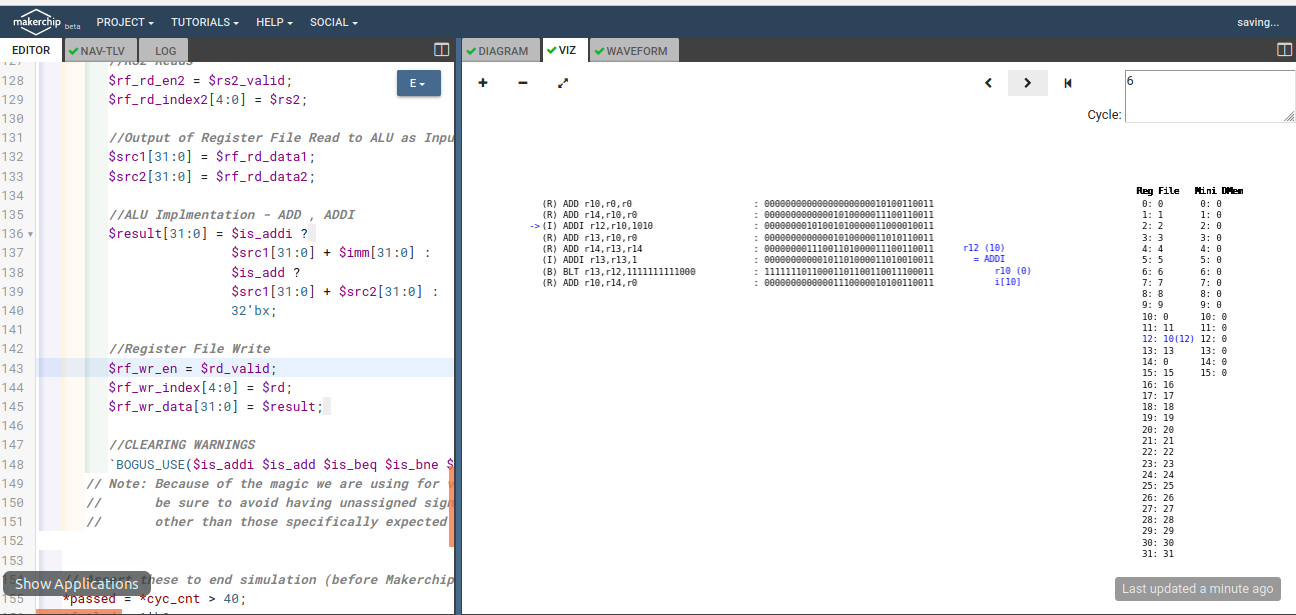 makerchip beta PROJECT TUTORIALS HELP SOCIAL saving...
EDITOR NAV-TLV LOG DIAGRAM VIZ WAVEFORM
128 $rf_rd_en2 = $rs2_valid;
129 $rf_rd_index2[4:0] = $rs2;
130
131 //Output of Register File Read to ALU as Inpu
132 $src1[31:0] = $rf_rd_data1;
133 $src2[31:0] = $rf_rd_data2;
134
135 //ALU Implmentation - ADD , ADDI
136 $result[31:0] = $is_addi ?
137 $src1[31:0] + $imm[31:0] :
138 $is_add ?
139 $src1[31:0] + $src2[31:0] :
140 32'bx;
141
142 //Register File Write
143 $rf_wr_en = $rd_valid;
144 $rf_wr_index[4:0] = $rd;
145 $rf_wr_data[31:0] = $result;
146
147 //CLEARING WARNINGS
148 `BOGUS_USE($is_addi $is_add $is_beq $is_bne $
149 // Note: Because of the magic we are using for
150 // be sure to avoid having unassigned sig
151 // other than those specifically expected
152
153
these to end simulation (before Makerchip
155 *passed = *cyc_cnt > 40;
Show Applications
E
Cycle: 6
(R) ADD r10,r0,r0 : 00000000000000000000010100110011
(R) ADD r14,r10,r0 : 00000000000001010000011100110011
->(I) ADDI r12,r10,1010 : 00000000101001010000011000010011
(R) ADD r13,r10,r0 : 00000000000001010000011010110011
(R) ADD r14,r13,r14 : 00000000111001101000011100110011
(I) ADDI r13,r13,1 : 00000000000101101000011010010011
(B) BLT r13,r12,1111111111000 : 11111110110001101100110011100011
(R) ADD r10,r14,r0 : 00000000000001110000010100110011
r12 (10)
= ADDI
r10 (0)
i[10]
Reg File Mini DMem
0: 0 0: 0
1: 1 1: 0
2: 2 2: 0
3: 3 3: 0
4: 4 4: 0
5: 5 5: 0
6: 6 6: 0
7: 7 7: 0
8: 8 8: 0
9: 9 9: 0
10: 0 10: 0
11: 11 11: 0
12: 10(12) 12: 0
13: 13 13: 0
14: 0 14: 0
15: 15 15: 0
16: 16
17: 17
18: 18
19: 19
20: 20
21: 21
22: 22
23: 23
24: 24
25: 25
26: 26
27: 27
28: 28
29: 29
30: 30
31: 31
Last updated a minute ago